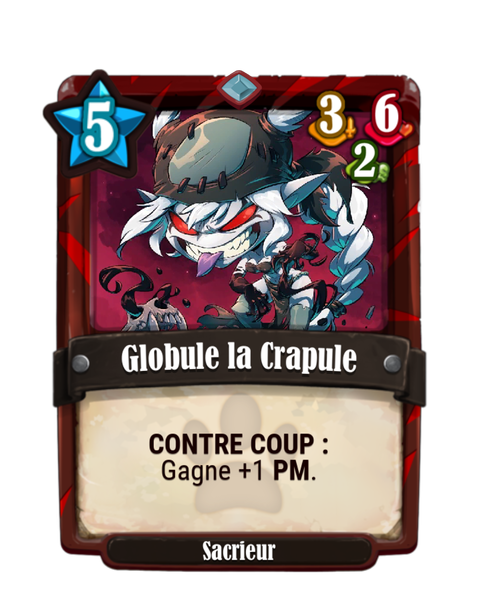 5
3
6
2
Globule la Crapule
CONTRE COUP :
Gagne +1 PM.
Sacrieur